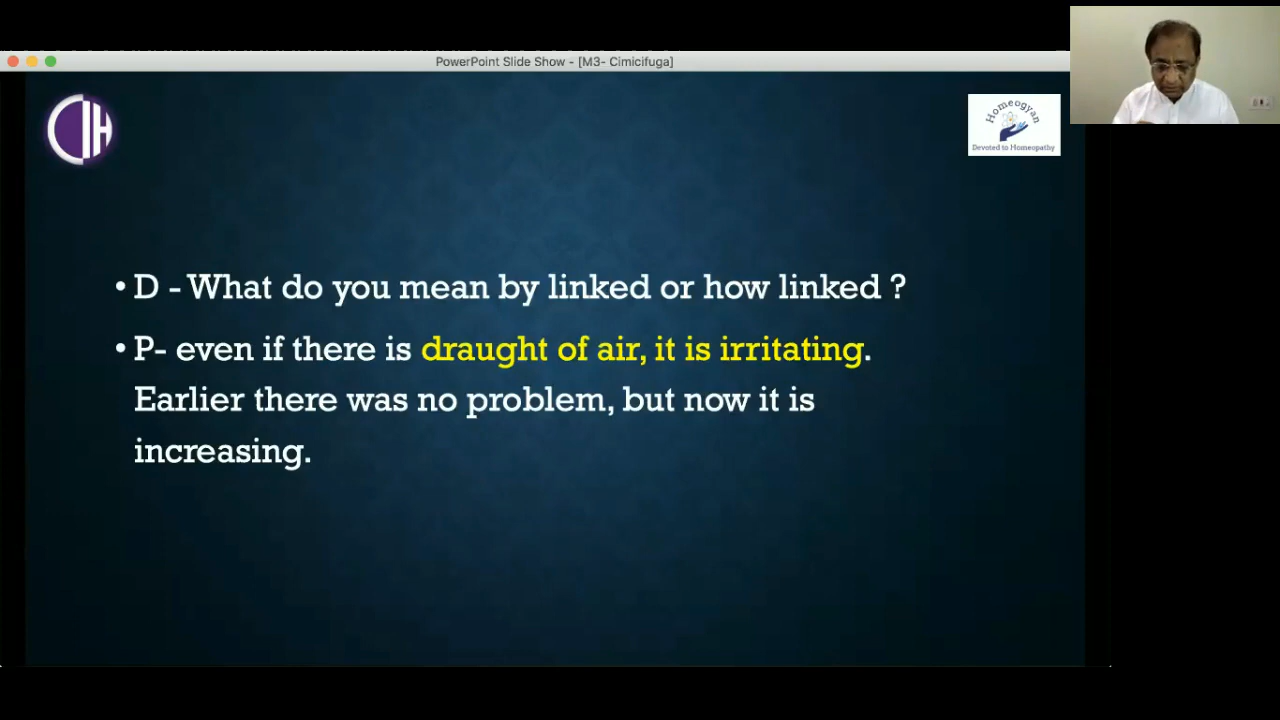 PowerPoint Slide Show - [M3- Cimicifuga]
Homeogyan
Devoted to Homeopathy
• D - What do you mean by linked or how linked ?
• P- even if there is draught of air, it is irritating.
Earlier there was no problem, but now it is
increasing.